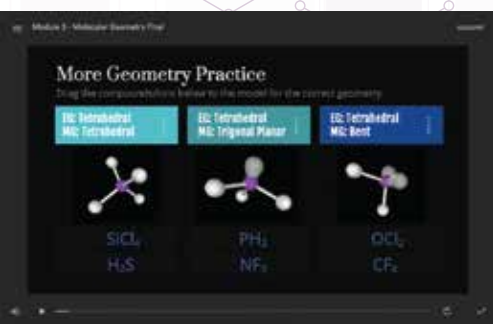 Module 3 - Molecular Geometry Final
More Geometry Practice
Drag the compounds/ions below to the model for the correct geometry.
EG: Tetrahedral
MG: Tetrahedral
EG: Tetrahedral
MG: Trigonal Planar
EG: Tetrahedral
MG: Bent
SiCl₄
PH₃
OCl₂
H₂S
NF₃
CF₄